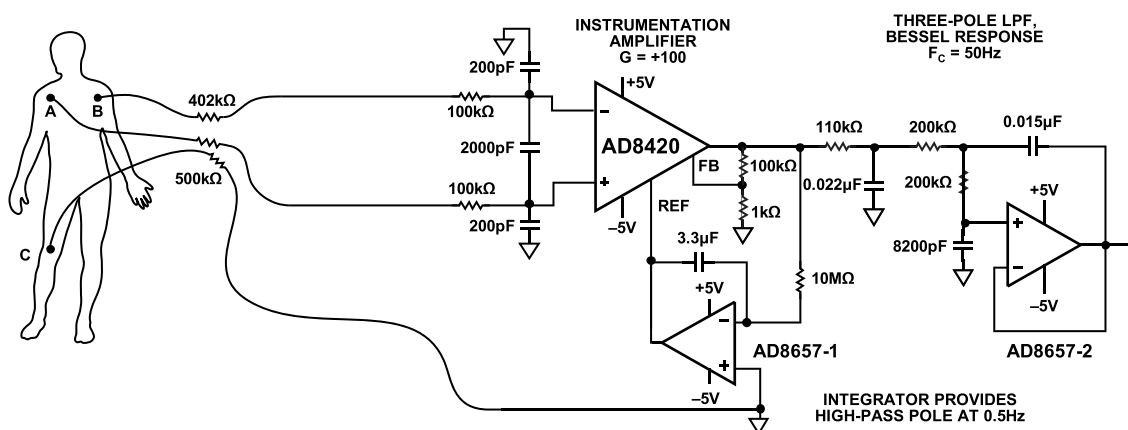 INSTRUMENTATION
AMPLIFIER
G = +100
THREE-POLE LPF,
BESSEL RESPONSE
FC = 50Hz
200pF
+5V
A
B
402kΩ
100kΩ
–
AD8420
2000pF
FB
100kΩ
110kΩ
200kΩ
0.015µF
0.022µF
200kΩ
+5V
500kΩ
100kΩ
+
–5V
REF
1kΩ
200pF
C
3.3µF
10MΩ
8200pF
+
–
–5V
AD8657-2
+5V
–
+
–5V
AD8657-1
INTEGRATOR PROVIDES
HIGH-PASS POLE AT 0.5Hz